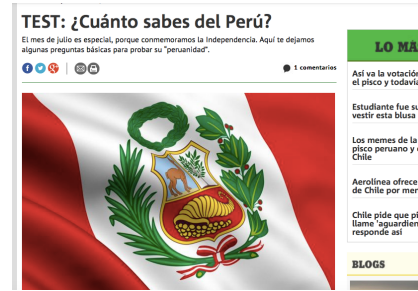 TEST: ¿Cuánto sabes del Perú?
El mes de julio es especial, porque conmemoramos la Independencia. Aquí te dejamos
algunas preguntas básicas para probar su "peruanidad".
1 comentarios
LO MÁ
Así va la votación
el pisco y todavía
Estudiante fue su
vestir esta blusa
Los memes de la
pisco peruano y
Chile
Aerolínea ofrece
de Chile por mer
Chile pide que pi
llame 'aguardien
responde así
BLOGS